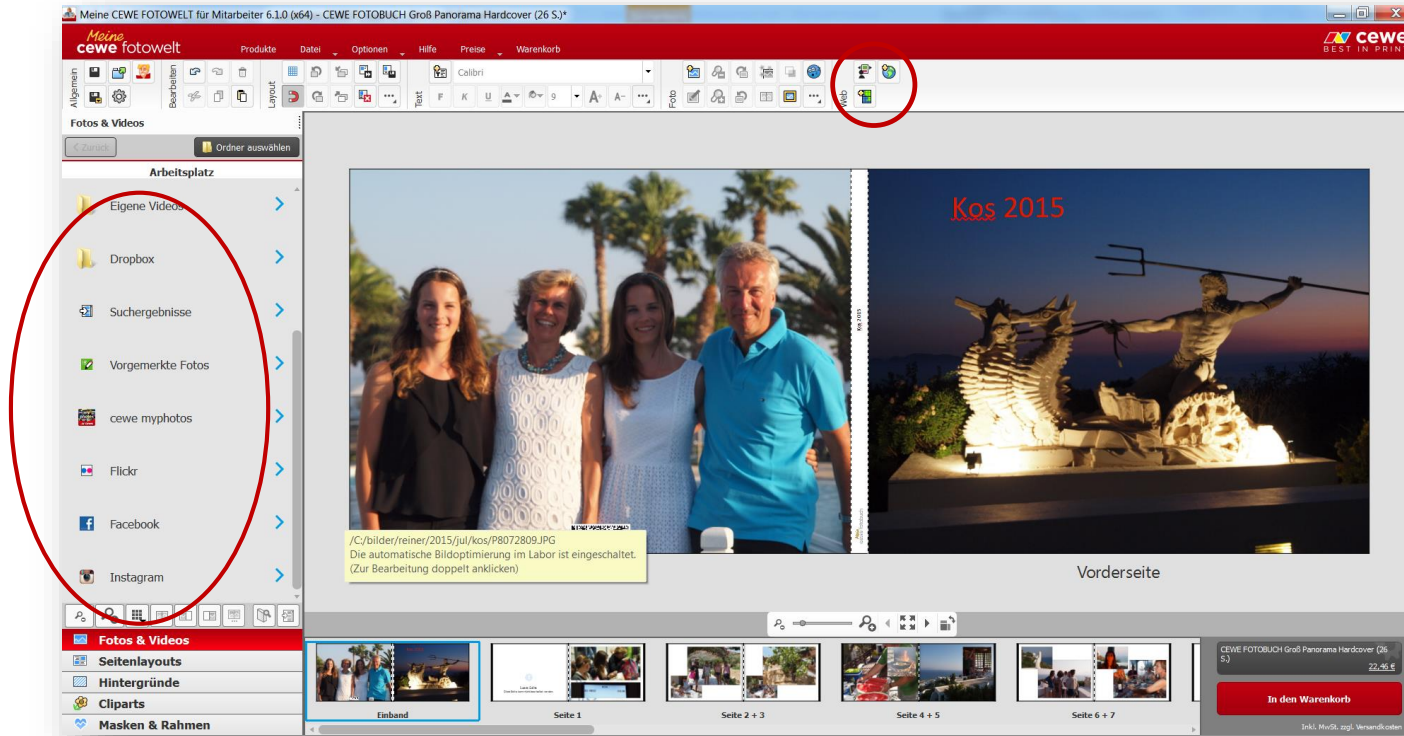 Meine CEWE FOTOWELT für Mitarbeiter 6.1.0 (x64) - CEWE FOTOBUCH Groß Panorama Hardcover (26 S.)*
Meine
cewe fotowelt
Produkte Datei Optionen Hilfe Preise Warenkorb
cewe
BEST IN PRINT
Allgemein
Bearbeiten
Layout
Text
Calibri
F K U A 9 A+ A-
Foto
Web
Fotos & Videos
< Zurück
Ordner auswählen
Arbeitsplatz
Eigene Videos
Dropbox
Suchergebnisse
Vorgemerkte Fotos
cewe myphotos
Flickr
Facebook
Instagram
Fotos & Videos
Seitenlayouts
Hintergründe
Cliparts
Masken & Rahmen
Kos 2015
Kos 2015
/C:/bilder/reiner/2015/jul/kos/P8072809.JPG
Die automatische Bildoptimierung im Labor ist eingeschaltet.
(Zur Bearbeitung doppelt anklicken)
Vorderseite
Einband
Seite 1
Seite 2 + 3
Seite 4 + 5
Seite 6 + 7
CEWE FOTOBUCH Groß Panorama Hardcover (26
S.)
22,46 €
In den Warenkorb
Inkl. MwSt. zzgl. Versandkosten